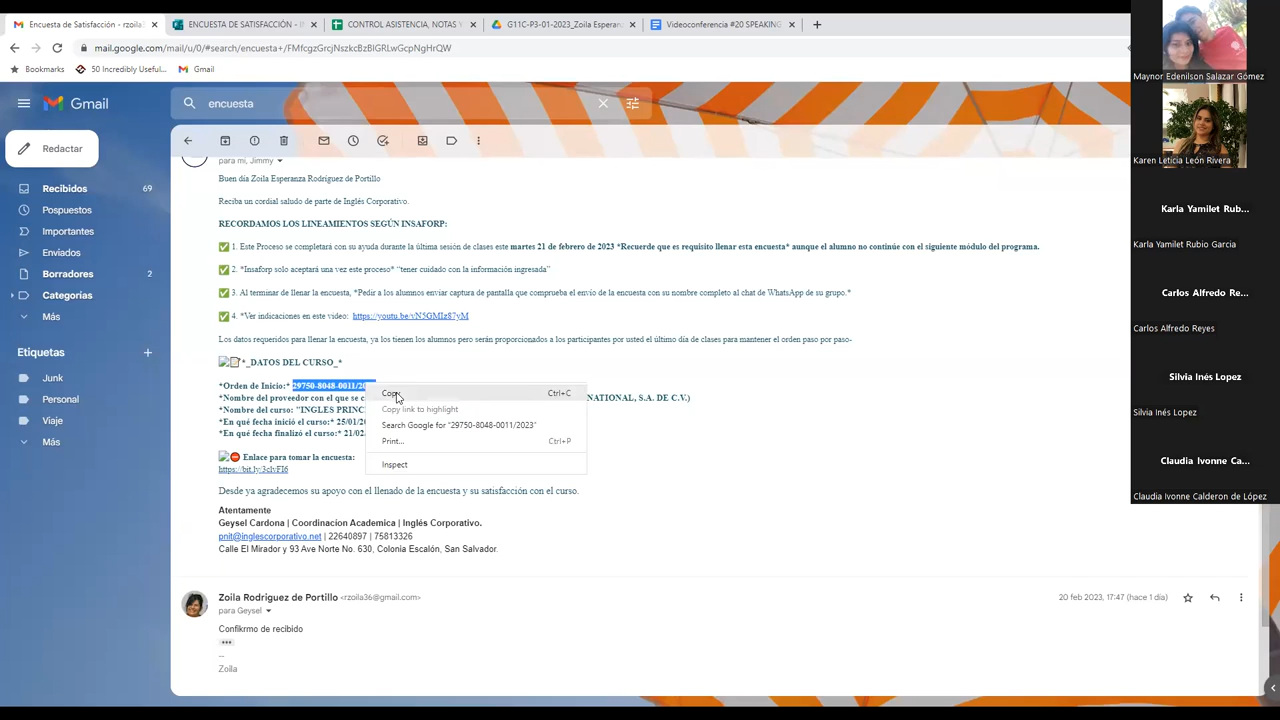 Encuesta de Satisfacción - rzoila3
ENCUESTA DE SATISFACCIÓN - I
CONTROL ASISTENCIA, NOTAS Y
G11C-P3-01-2023_Zoila Esperanz
Videoconferencia #20 SPEAKING
mail.google.com/mail/u/0/#search/encuesta+/FMfcgzGrcjNszkcBzBlGRLwGcpNgHrQW
Bookmarks
50 Incredibly Useful...
Gmail
Gmail
encuesta
Redactar
Recibidos 69
Pospuestos
Importantes
Enviados
Borradores 2
Categorías
Más
Etiquetas
Junk
Personal
Viaje
Más
para mí, Jimmy
Buen día Zoila Esperanza Rodríguez de Portillo
Reciba un cordial saludo de parte de Inglés Corporativo.
RECORDAMOS LOS LINEAMIENTOS SEGÚN INSAFORP:
1. Este Proceso se completará con su ayuda durante la última sesión de clases este martes 21 de febrero de 2023 *Recuerde que es requisito llenar esta encuesta* aunque el alumno no continúe con el siguiente módulo del programa.
2. *Insaforp solo aceptará una vez este proceso* “tener cuidado con la información ingresada”
3. Al terminar de llenar la encuesta, *Pedir a los alumnos enviar captura de pantalla que comprueba el envío de la encuesta con su nombre completo al chat de WhatsApp de su grupo.*
4. *Ver indicaciones en este video: https://youtu.be/vN5GMIz87yM
Los datos requeridos para llenar la encuesta, ya los tienen los alumnos pero serán proporcionados a los participantes por usted el último día de clases para mantener el orden paso por paso-
*_DATOS DEL CURSO_*
*Orden de Inicio:* 29750-8048-0011/20
*Nombre del proveedor con el que se c NATIONAL, S.A. DE C.V.)
*Nombre del curso: "INGLES PRINC
*En qué fecha inició el curso:* 25/01/20
*En qué fecha finalizó el curso:* 21/02
Copy Ctrl+C
Copy link to highlight
Search Google for "29750-8048-0011/2023"
Print... Ctrl+P
Inspect
Enlace para tomar la encuesta:
https://bit.ly/3clvFI6
Desde ya agradecemos su apoyo con el llenado de la encuesta y su satisfacción con el curso.
Atentamente
Geysel Cardona | Coordinacíon Academica | Inglés Corporativo.
pnit@inglescorporativo.net | 22640897 | 75813326
Calle El Mirador y 93 Ave Norte No. 630, Colonia Escalón, San Salvador.
Zoila Rodriguez de Portillo <rzoila36@gmail.com>
20 feb 2023, 17:47 (hace 1 día)
para Geysel
Confikrmo de recibido
--
Zoila
Maynor Edenilson Salazar Gómez
Karen Leticia León Rivera
Karla Yamilet Rub...
Karla Yamilet Rubio Garcia
Carlos Alfredo Re...
Carlos Alfredo Reyes
Silvia Inés Lopez
Silvia Inés Lopez
Claudia Ivonne Ca...
Claudia Ivonne Calderon de López